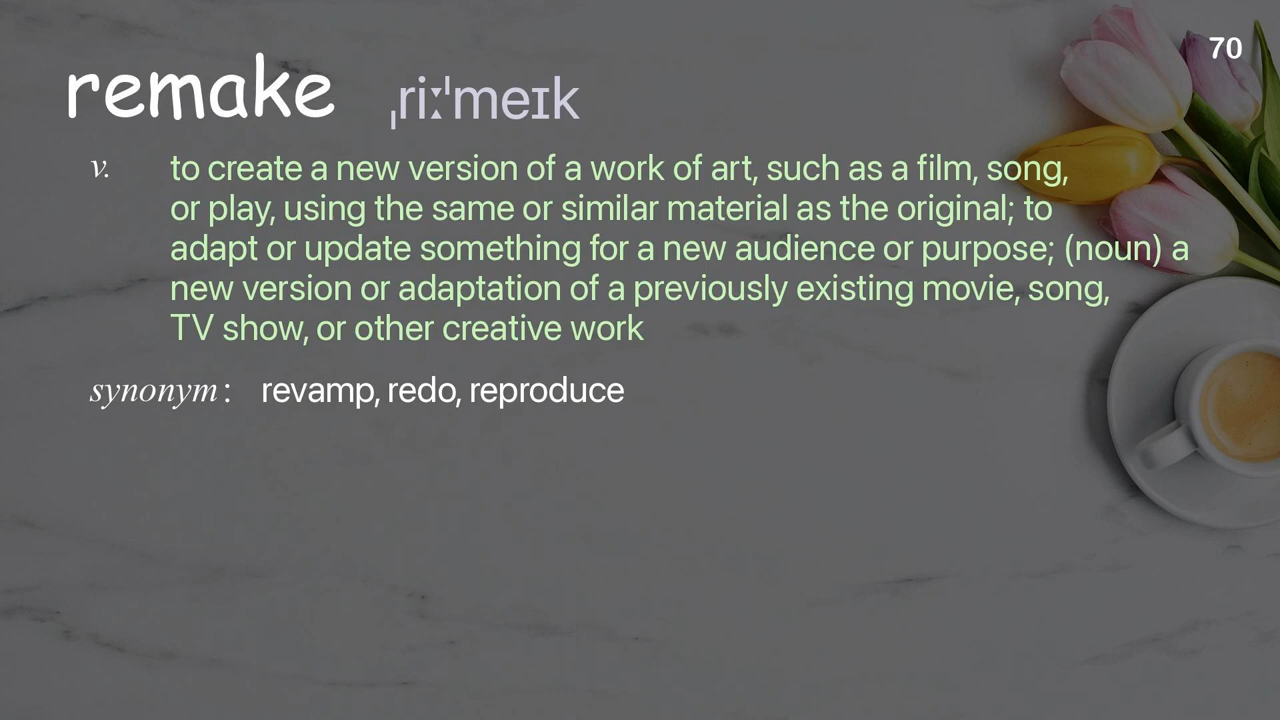 70
remake ˌriːˈmeɪk
v. to create a new version of a work of art, such as a film, song,
or play, using the same or similar material as the original; to
adapt or update something for a new audience or purpose; (noun) a
new version or adaptation of a previously existing movie, song,
TV show, or other creative work
synonym: revamp, redo, reproduce